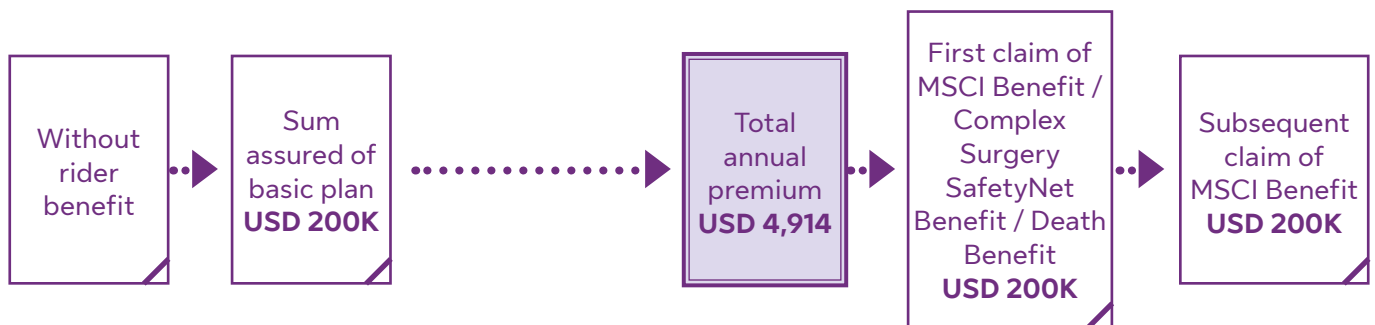 Without
rider
benefit
Sum
assured of
basic plan
USD 200K
Total
annual
premium
USD 4,914
First claim of
MSCI Benefit /
Complex
Surgery
SafetyNet
Benefit / Death
Benefit
USD 200K
Subsequent
claim of
MSCI Benefit
USD 200K